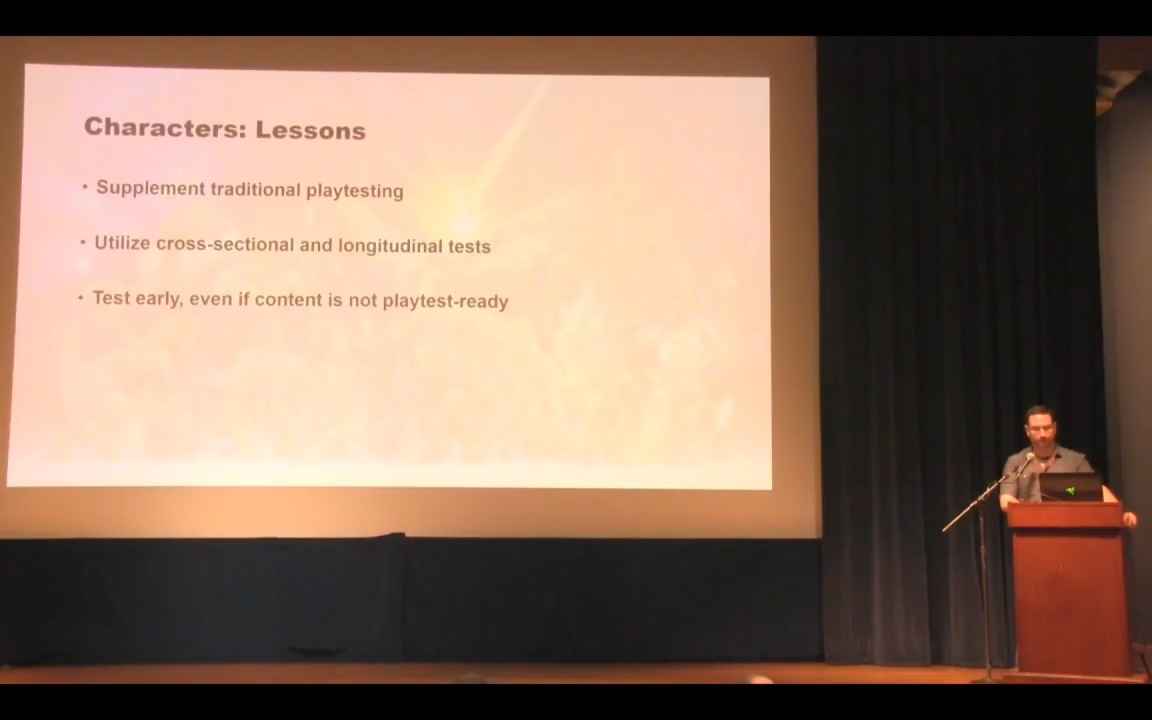 Characters: Lessons
• Supplement traditional playtesting
• Utilize cross-sectional and longitudinal tests
• Test early, even if content is not playtest-ready